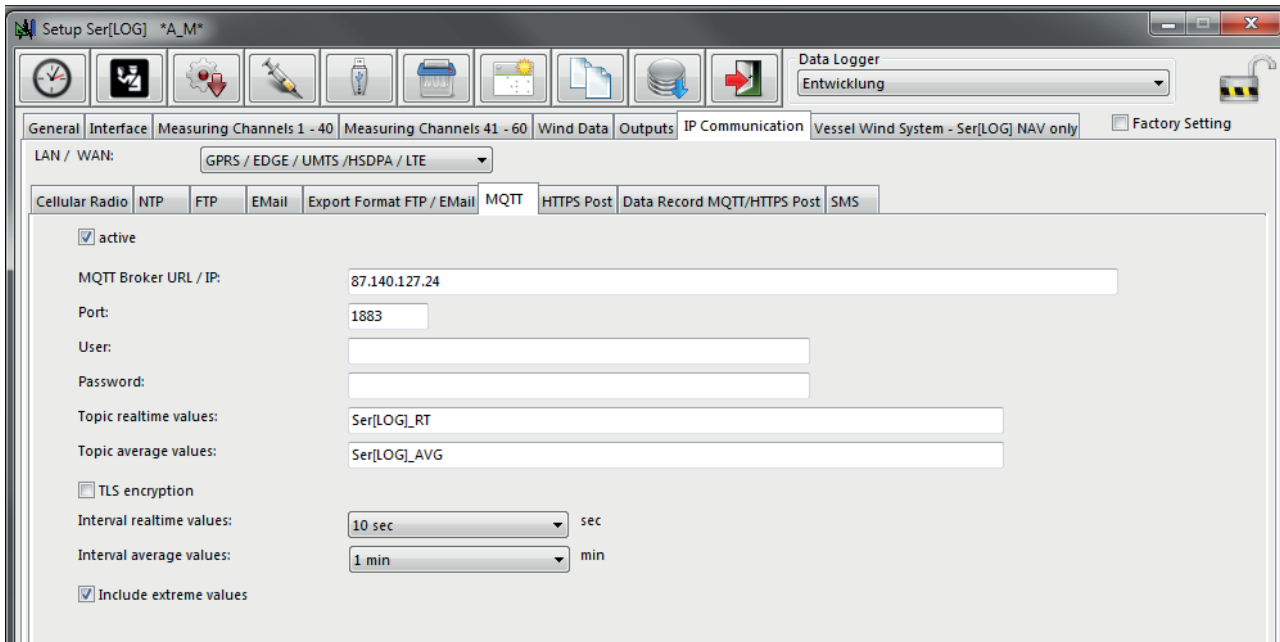 Setup Ser[LOG] *A_M*
Data Logger
Entwicklung
General Interface Measuring Channels 1 - 40 Measuring Channels 41 - 60 Wind Data Outputs IP Communication Vessel Wind System - Ser[LOG] NAV only Factory Setting
LAN / WAN: GPRS / EDGE / UMTS /HSDPA / LTE
Cellular Radio NTP FTP EMail Export Format FTP / EMail MQTT HTTPS Post Data Record MQTT/HTTPS Post SMS
active
MQTT Broker URL / IP: 87.140.127.24
Port: 1883
User:
Password:
Topic realtime values: Ser[LOG]_RT
Topic average values: Ser[LOG]_AVG
TLS encryption
Interval realtime values: 10 sec sec
Interval average values: 1 min min
Include extreme values